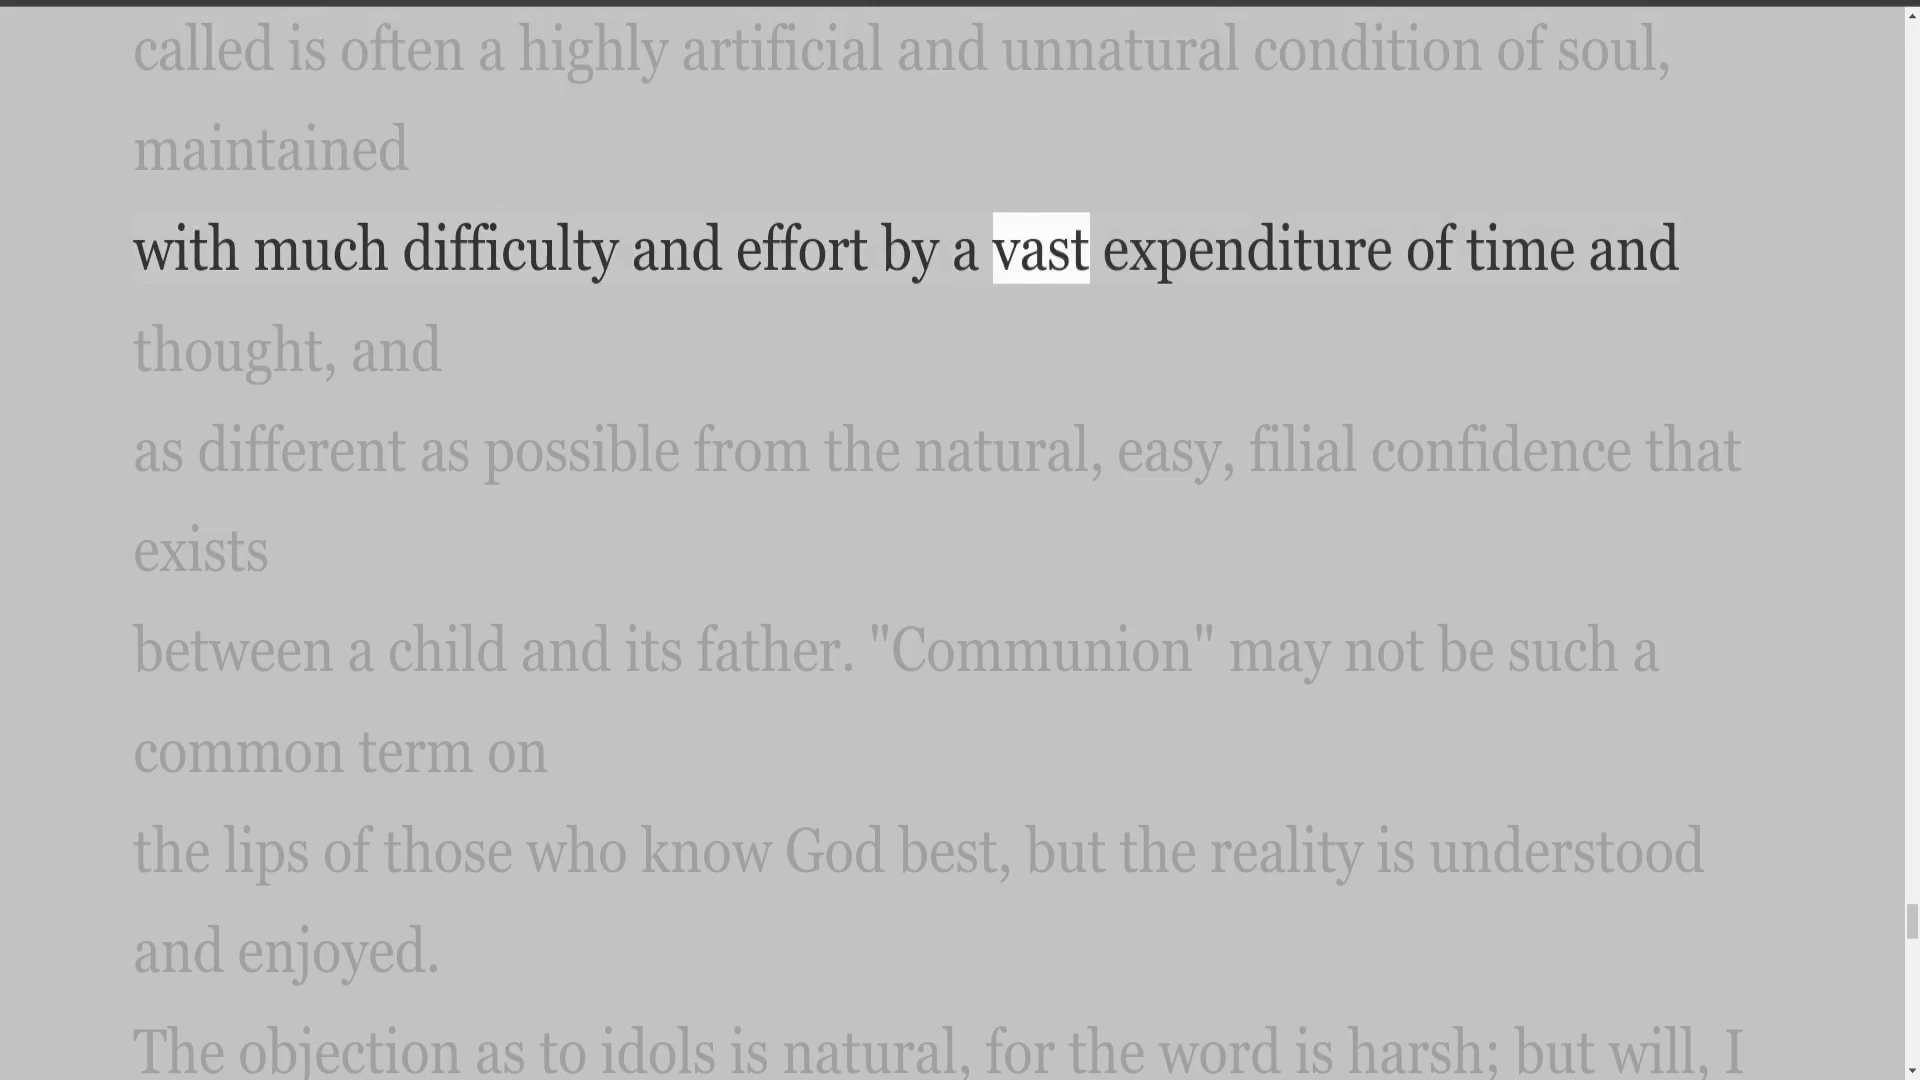 called is often a highly artificial and unnatural condition of soul,
maintained
with much difficulty and effort by a vast expenditure of time and
thought, and
as different as possible from the natural, easy, filial confidence that
exists
between a child and its father. "Communion" may not be such a
common term on
the lips of those who know God best, but the reality is understood
and enjoyed.
The objection as to idols is natural, for the word is harsh; but will, I